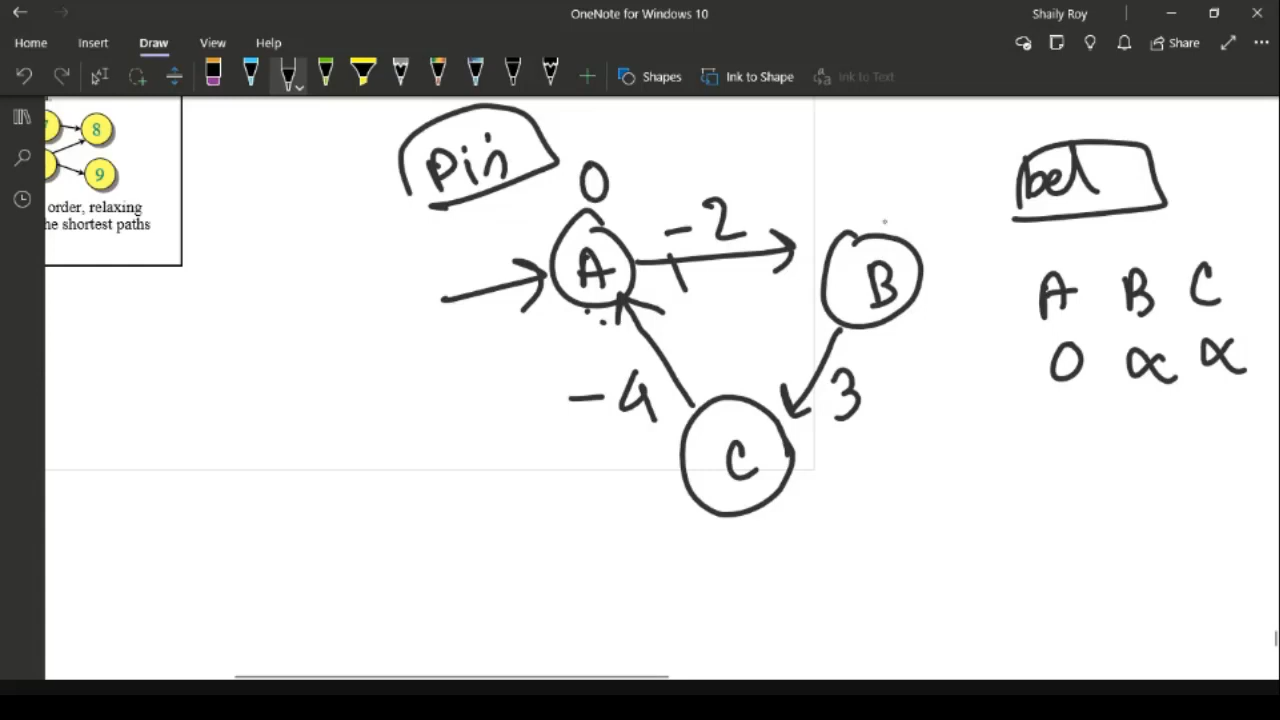 OneNote for Windows 10
Shaily Roy
Home Insert Draw View Help
Share
Shapes
Ink to Shape
Ink to Text
8
9
order, relaxing
he shortest paths
Pin
0
A
-2
B
3
C
-4
bel
A B C
0 ∝ ∝